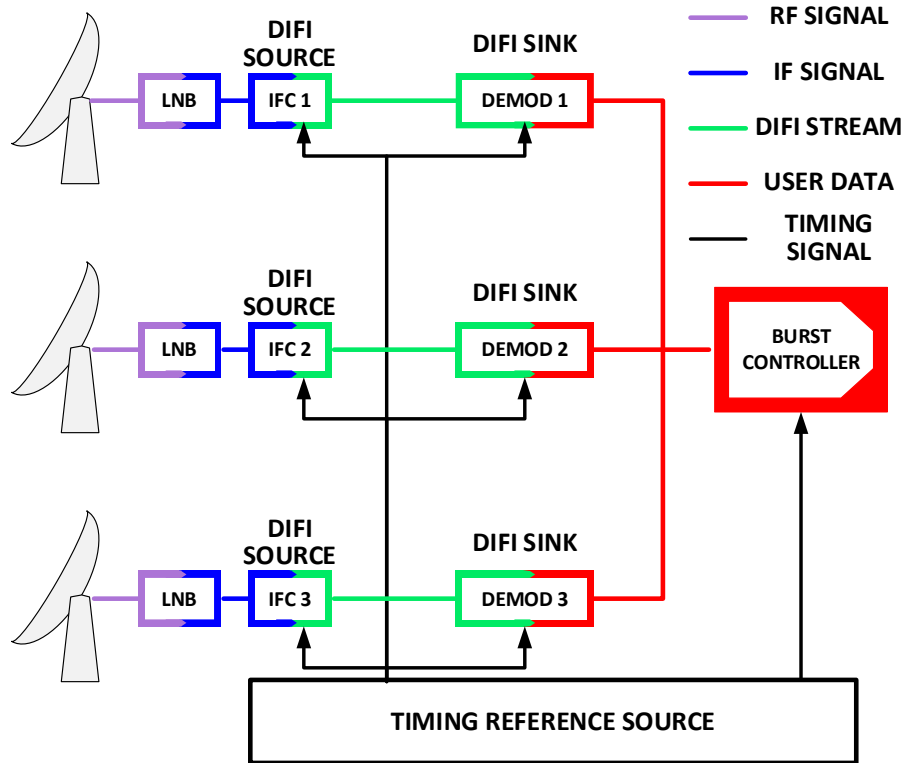 RF SIGNAL
IF SIGNAL
DIFI STREAM
USER DATA
TIMING
SIGNAL
DIFI
SOURCE
DIFI SINK
LNB
IFC 1
DEMOD 1
DIFI
SOURCE
DIFI SINK
LNB
IFC 2
DEMOD 2
BURST
CONTROLLER
DIFI
SOURCE
DIFI SINK
LNB
IFC 3
DEMOD 3
TIMING REFERENCE SOURCE